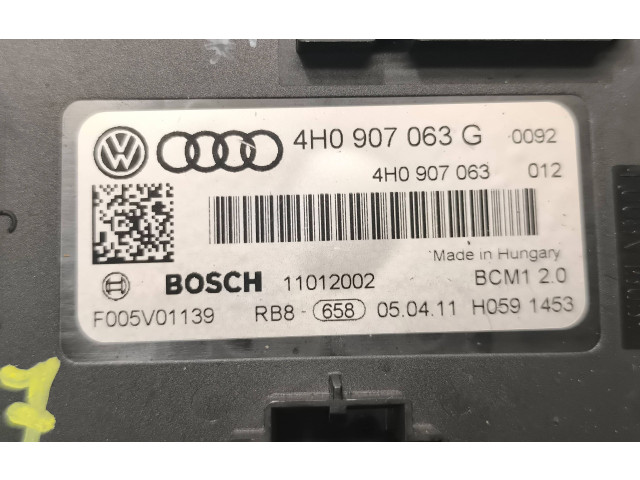 4H0 907 063 G 0092
4H0 907 063 012
Made in Hungary
BOSCH 11012002 BCM1 2.0
F005V01139 RB8 - 658 05.04.11 H059 1453